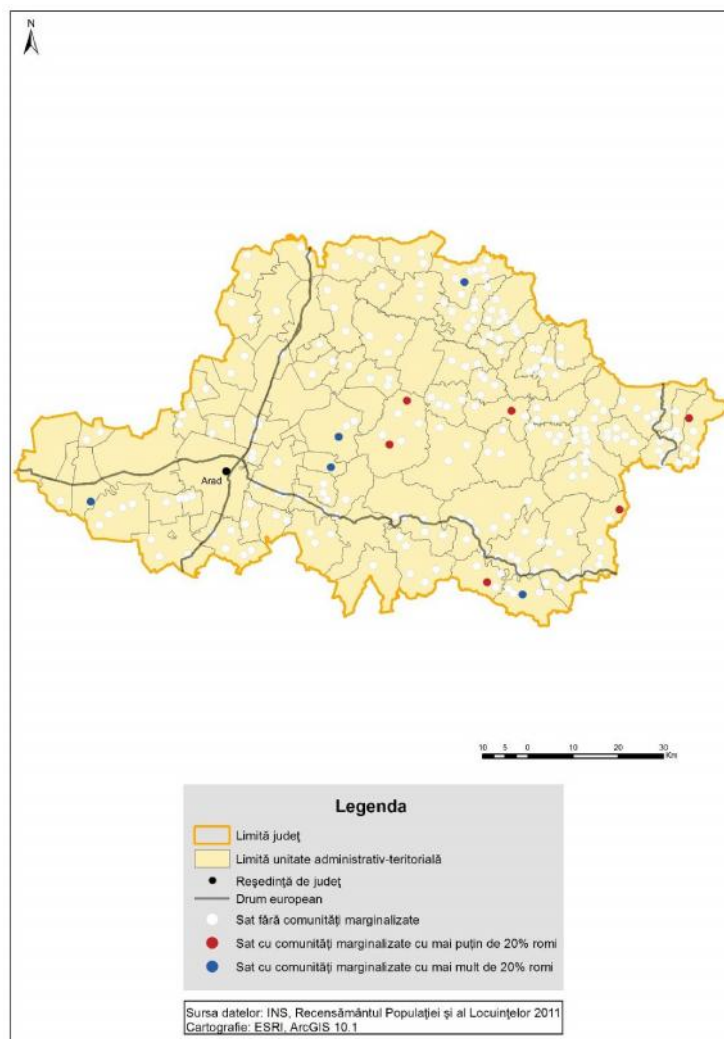 N
Arad
10 5 0 10 20 30
Km
Legenda
Limită judeţ
Limită unitate administrativ-teritorială
Reşedinţă de judeţ
Drum european
Sat fără comunităţi marginalizate
Sat cu comunităţi marginalizate cu mai puţin de 20% romi
Sat cu comunităţi marginalizate cu mai mult de 20% romi
Sursa datelor: INS, Recensământul Populaţiei şi al Locuinţelor 2011
Cartografie: ESRI, ArcGIS 10.1